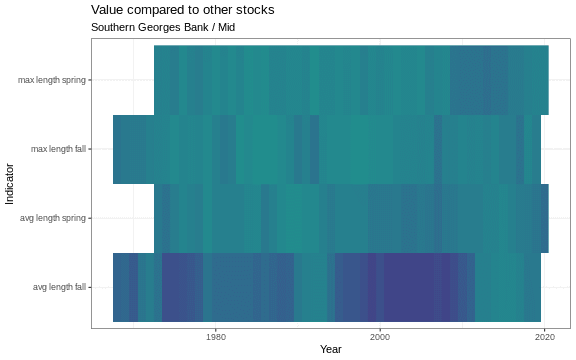 Value compared to other stocks
Southern Georges Bank / Mid
Indicator
max length spring
max length fall
avg length spring
avg length fall
1980
2000
2020
Year